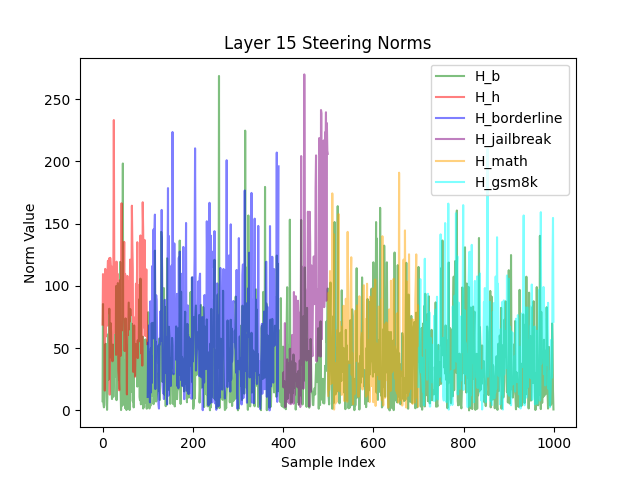 Layer 15 Steering Norms
Norm Value
250
200
150
100
50
0
H_b
H_h
H_borderline
H_jailbreak
H_math
H_gsm8k
0 200 400 600 800 1000
Sample Index